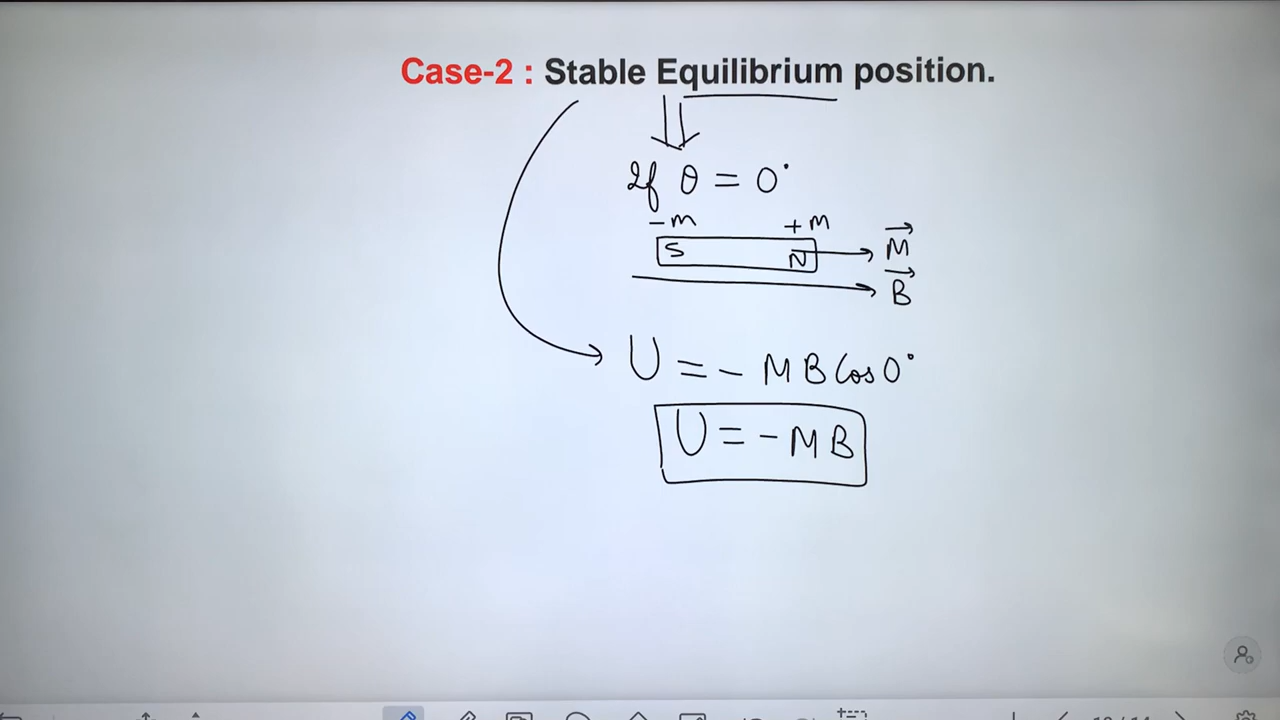 Case-2 : Stable Equilibrium position.
If θ = 0°
-m +m
S N M⃗
B⃗
U = - MB Cos 0°
U = - MB